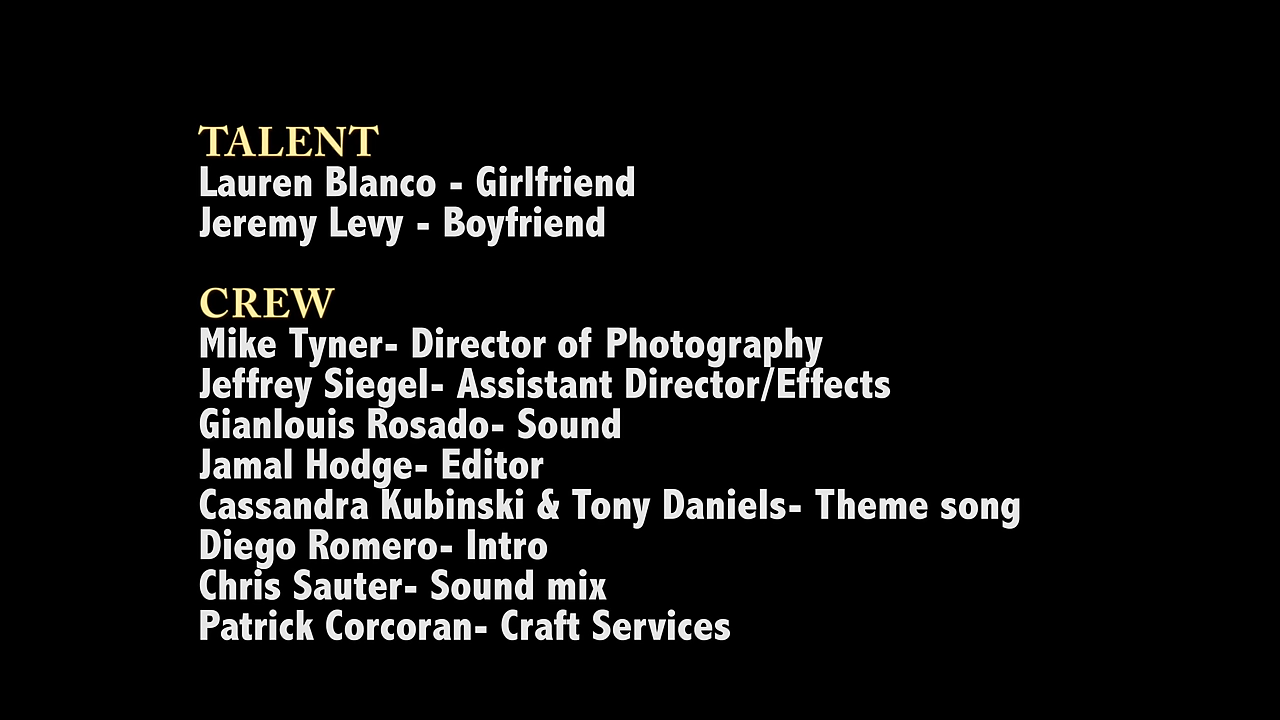 TALENT
Lauren Blanco - Girlfriend
Jeremy Levy - Boyfriend
CREW
Mike Tyner- Director of Photography
Jeffrey Siegel- Assistant Director/Effects
Gianlouis Rosado- Sound
Jamal Hodge- Editor
Cassandra Kubinski & Tony Daniels- Theme song
Diego Romero- Intro
Chris Sauter- Sound mix
Patrick Corcoran- Craft Services